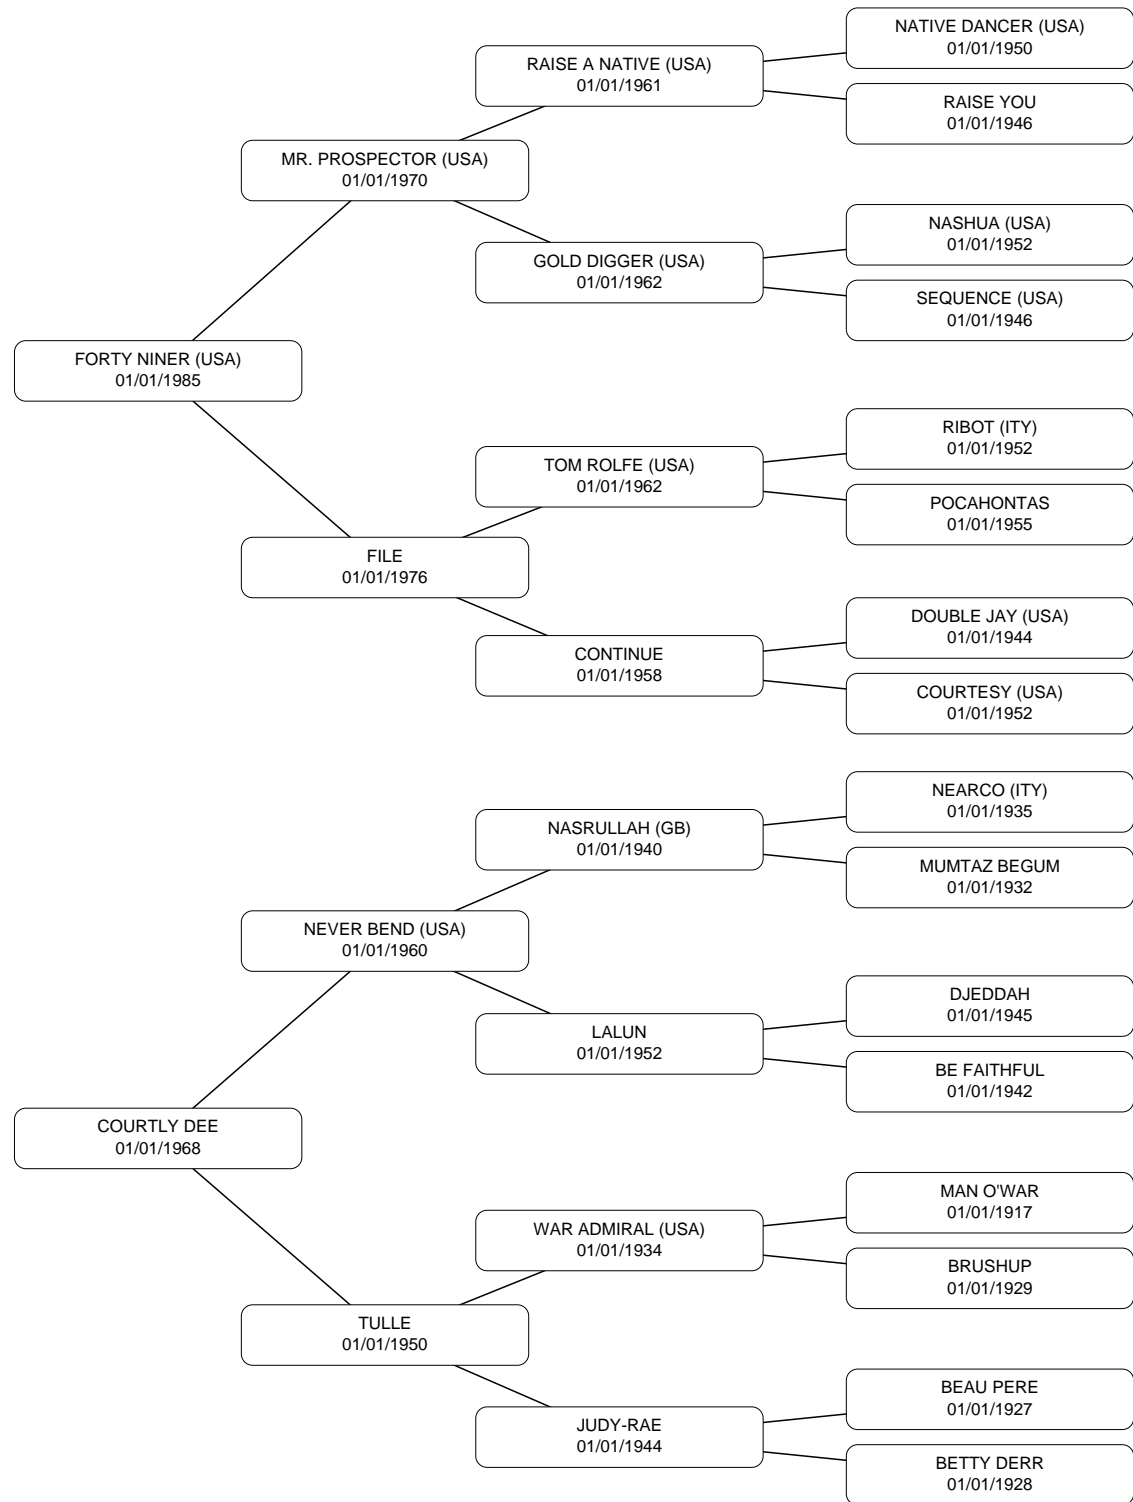 NATIVE DANCER (USA)
01/01/1950
RAISE A NATIVE (USA)
01/01/1961
RAISE YOU
01/01/1946
MR. PROSPECTOR (USA)
01/01/1970
NASHUA (USA)
01/01/1952
GOLD DIGGER (USA)
01/01/1962
SEQUENCE (USA)
01/01/1946
FORTY NINER (USA)
01/01/1985
RIBOT (ITY)
01/01/1952
TOM ROLFE (USA)
01/01/1962
POCAHONTAS
01/01/1955
FILE
01/01/1976
DOUBLE JAY (USA)
01/01/1944
CONTINUE
01/01/1958
COURTESY (USA)
01/01/1952
NEARCO (ITY)
01/01/1935
NASRULLAH (GB)
01/01/1940
MUMTAZ BEGUM
01/01/1932
NEVER BEND (USA)
01/01/1960
DJEDDAH
01/01/1945
LALUN
01/01/1952
BE FAITHFUL
01/01/1942
COURTLY DEE
01/01/1968
MAN O'WAR
01/01/1917
WAR ADMIRAL (USA)
01/01/1934
BRUSHUP
01/01/1929
TULLE
01/01/1950
BEAU PERE
01/01/1927
JUDY-RAE
01/01/1944
BETTY DERR
01/01/1928